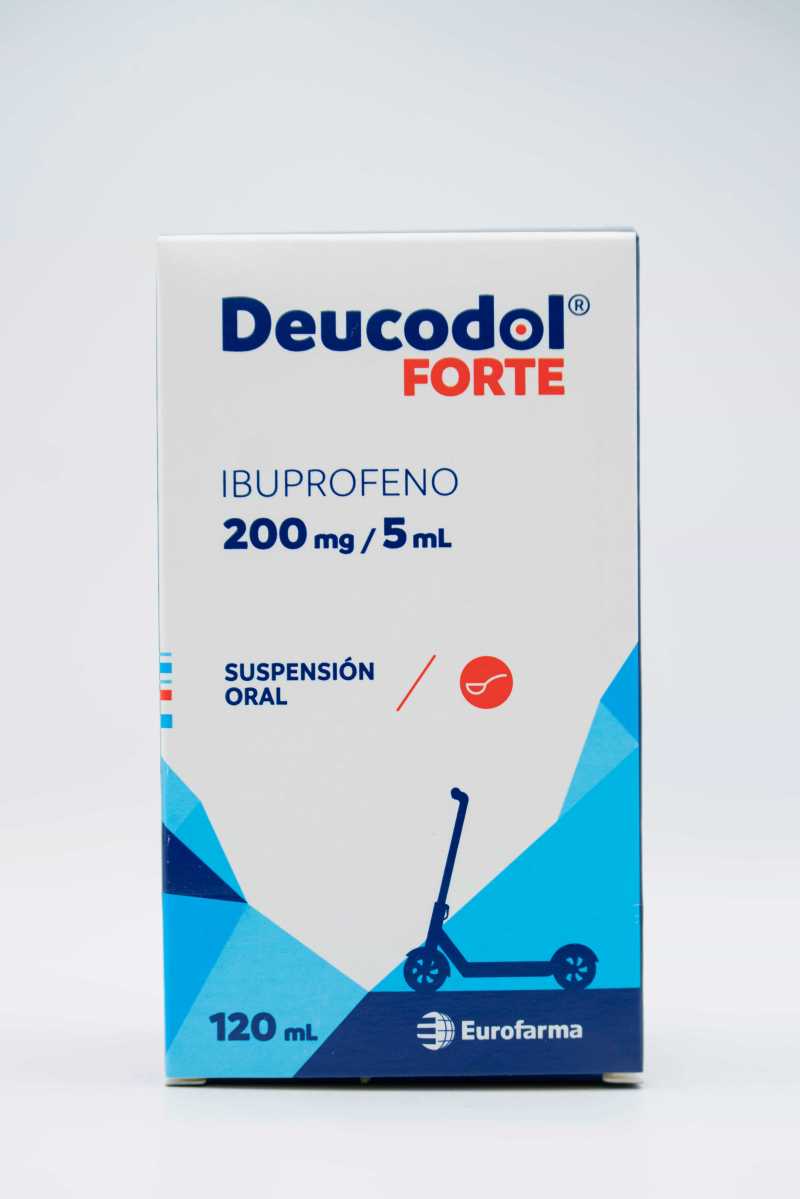 Deucodol®
FORTE
IBUPROFENO
200 mg / 5 mL
SUSPENSIÓN
ORAL
120 mL
Eurofarma